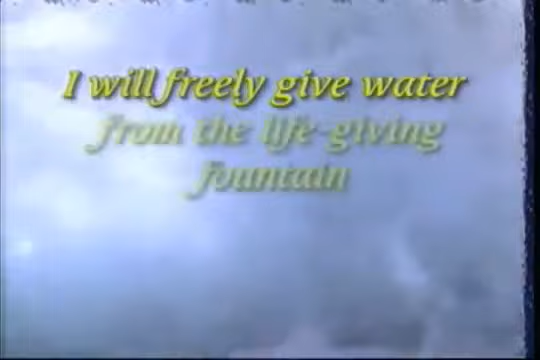 I will freely give water
from the life-giving
fountain